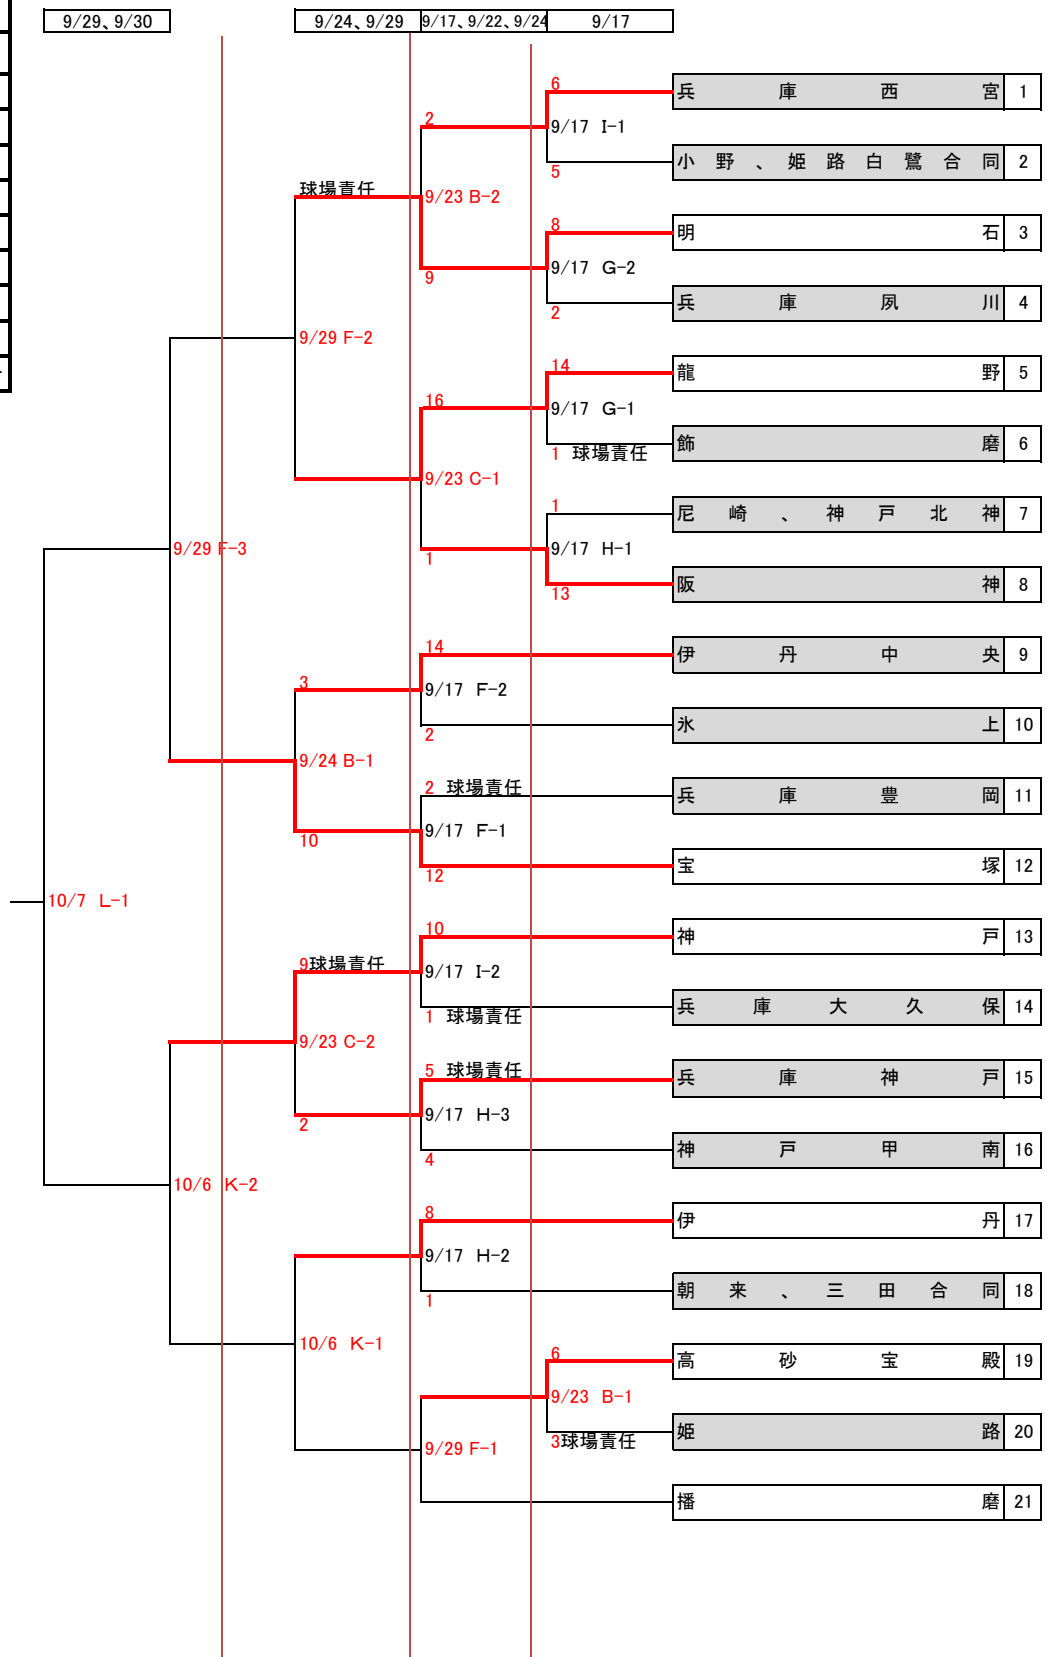 9/29、9/30 9/24、9/29 9/17、9/22、9/24 9/17
6 兵庫西宮 1
2
9/17 I-1
小野、姫路白鷺合同 2
5
球場責任
9/23 B-2
8 明石 3
9
9/17 G-2
兵庫夙川 4
2
9/29 F-2
14 龍野 5
16
9/17 G-1
飾磨 6
1 球場責任
9/23 C-1
1 尼崎、神戸北神 7
9/29 F-3
1
9/17 H-1
阪神 8
13
14 伊丹中央 9
3
9/17 F-2
氷上 10
2
9/24 B-1
2 球場責任 兵庫豊岡 11
10
9/17 F-1
宝塚 12
12
10/7 L-1
10 神戸 13
9球場責任
9/17 I-2
兵庫大久保 14
1 球場責任
9/23 C-2
5 球場責任 兵庫神戸 15
2
9/17 H-3
神戸甲南 16
4
10/6 K-2
8 伊丹 17
9/17 H-2
朝来、三田合同 18
1
10/6 K-1
6 高砂宝殿 19
9/23 B-1
姫路 20
3球場責任
9/29 F-1
播磨 21